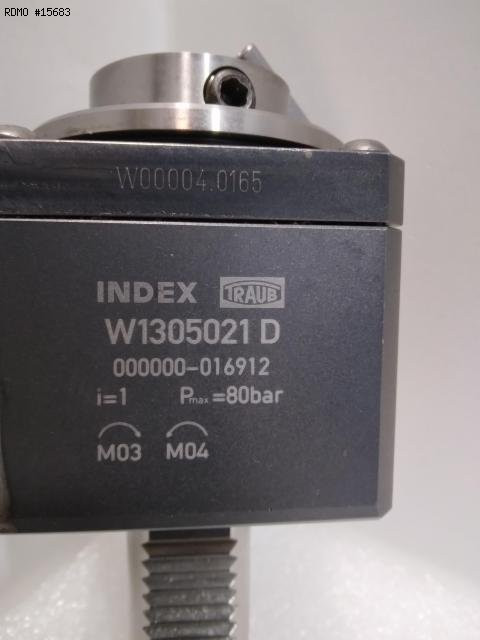 RDMO #15683
W00004.0165
INDEX TRAUB
W1305021 D
000000-016912
i=1 Pmax=80bar
M03 M04